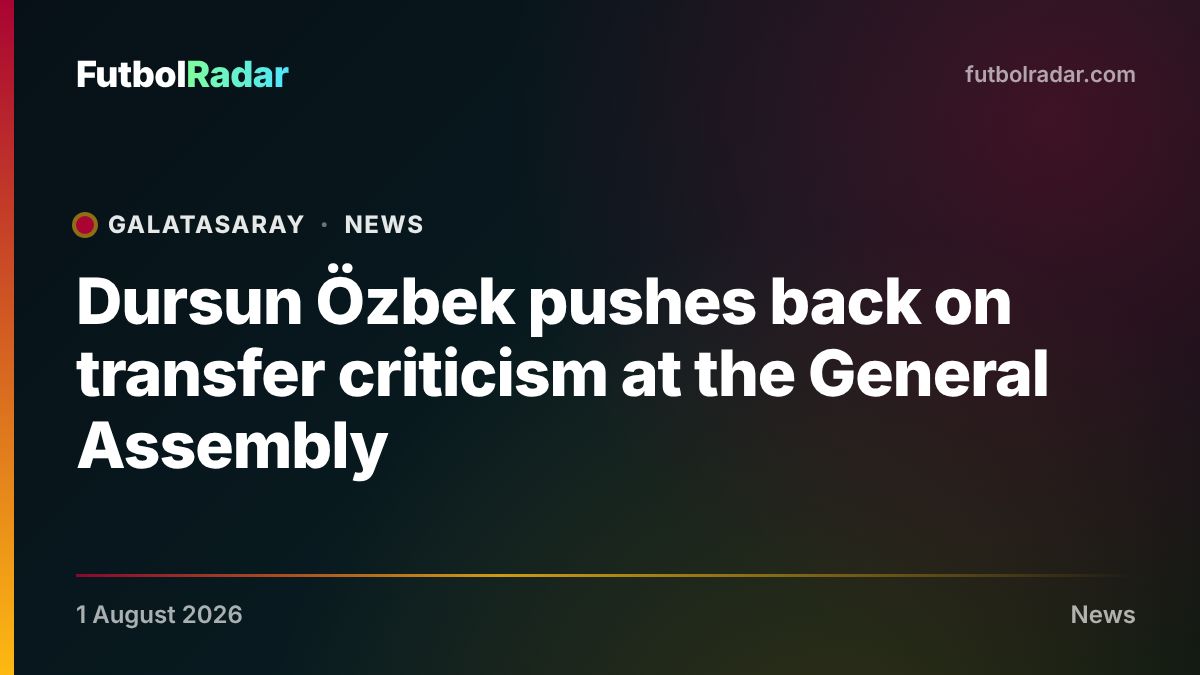 FutbolRadar
futbolradar.com
GALATASARAY · NEWS
Dursun Özbek pushes back on
transfer criticism at the General
Assembly
1 August 2026
News